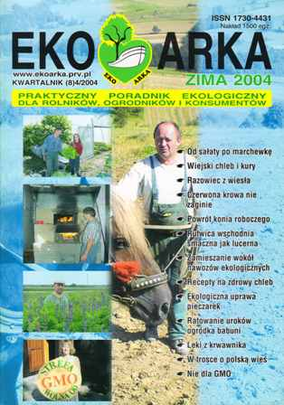 ISSN 1730-4431
Nakład 1500 egz.
EKO ARKA
EKO ARKA
www.ekoarka.prv.pl
KWARTALNIK (8)4/2004
ZIMA 2004
PRAKTYCZNY PORADNIK EKOLOGICZNY
DLA ROLNIKÓW, OGRODNIKÓW I KONSUMENTÓW
Od sałaty po marchewkę
Wiejski chleb i kury
Razowiec z wiesła
Czerwona krowa nie
zaginie
Powrót konia roboczego
Rutwica wschodnia
smaczna jak lucerna
Zamieszanie wokół
nawozów ekologicznych
Recepty na zdrowy chleb
Ekologiczna uprawa
pieczarek
Ratowanie uroków
ogródka babuni
Leki z krwawnika
W trosce o polską wieś
Nie dla GMO
STREFA
GMO